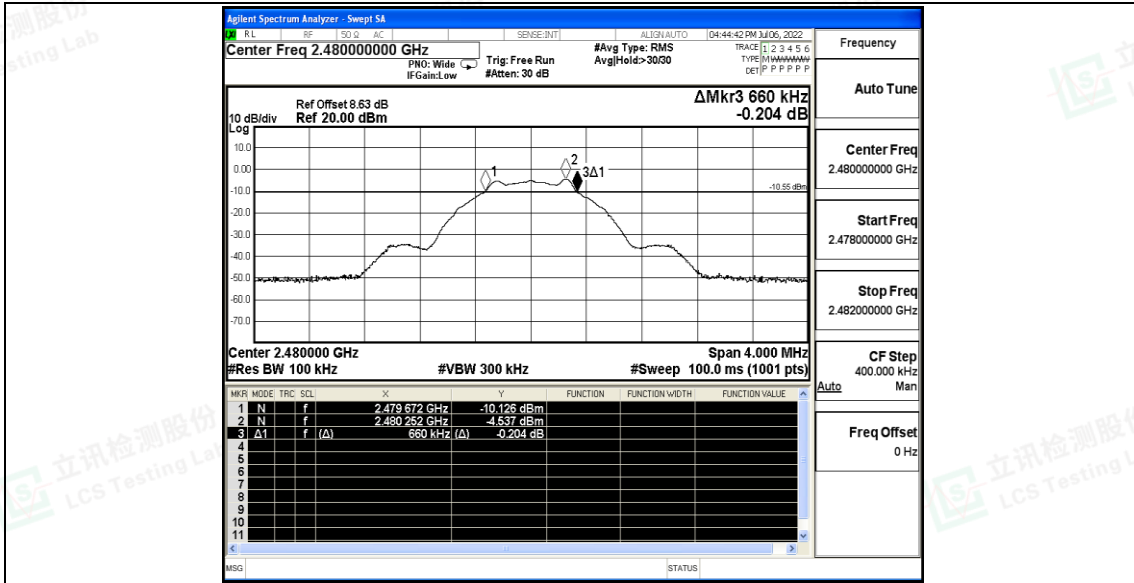 Agilent Spectrum Analyzer - Swept SA
LXI RL RF 50 Ω AC SENSE:INT ALIGN AUTO 04:44:42 PM Jul 06, 2022
Center Freq 2.480000000 GHz
#Avg Type: RMS
TRACE 1 2 3 4 5 6
PNO: Wide
Trig: Free Run
Avg|Hold:>30/30
TYPE MWWWWW
IFGain:Low
#Atten: 30 dB
DET P P P P P P
Ref Offset 8.63 dB
ΔMkr3 660 kHz
10 dB/div Ref 20.00 dBm
-0.204 dB
Log
10.0
0.00
-10.0
-20.0
-30.0
-40.0
-50.0
-60.0
-70.0
1
2
3Δ1
-10.55 dBm
Center 2.480000 GHz
Span 4.000 MHz
#Res BW 100 kHz
#VBW 300 kHz
#Sweep 100.0 ms (1001 pts)
MKR MODE TRC SCL X Y FUNCTION FUNCTION WIDTH FUNCTION VALUE
1 N f 2.479 672 GHz -10.126 dBm
2 N f 2.480 252 GHz -4.537 dBm
3 Δ1 f (Δ) 660 kHz (Δ) -0.204 dB
4
5
6
7
8
9
10
11
MSG STATUS
Frequency
Auto Tune
Center Freq
2.480000000 GHz
Start Freq
2.478000000 GHz
Stop Freq
2.482000000 GHz
CF Step
400.000 kHz
Auto Man
Freq Offset
0 Hz
立讯检测股份
LCS Testing Lab
立讯检测股份
LCS Testing L